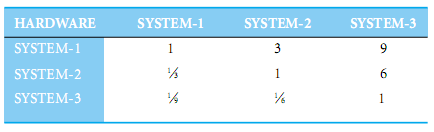 HARDWARE SYSTEM-1 SYSTEM-2 SYSTEM-3
SYSTEM-1 1 3 9
SYSTEM-2 ⅓ 1 6
SYSTEM-3 ⅑ ⅙ 1